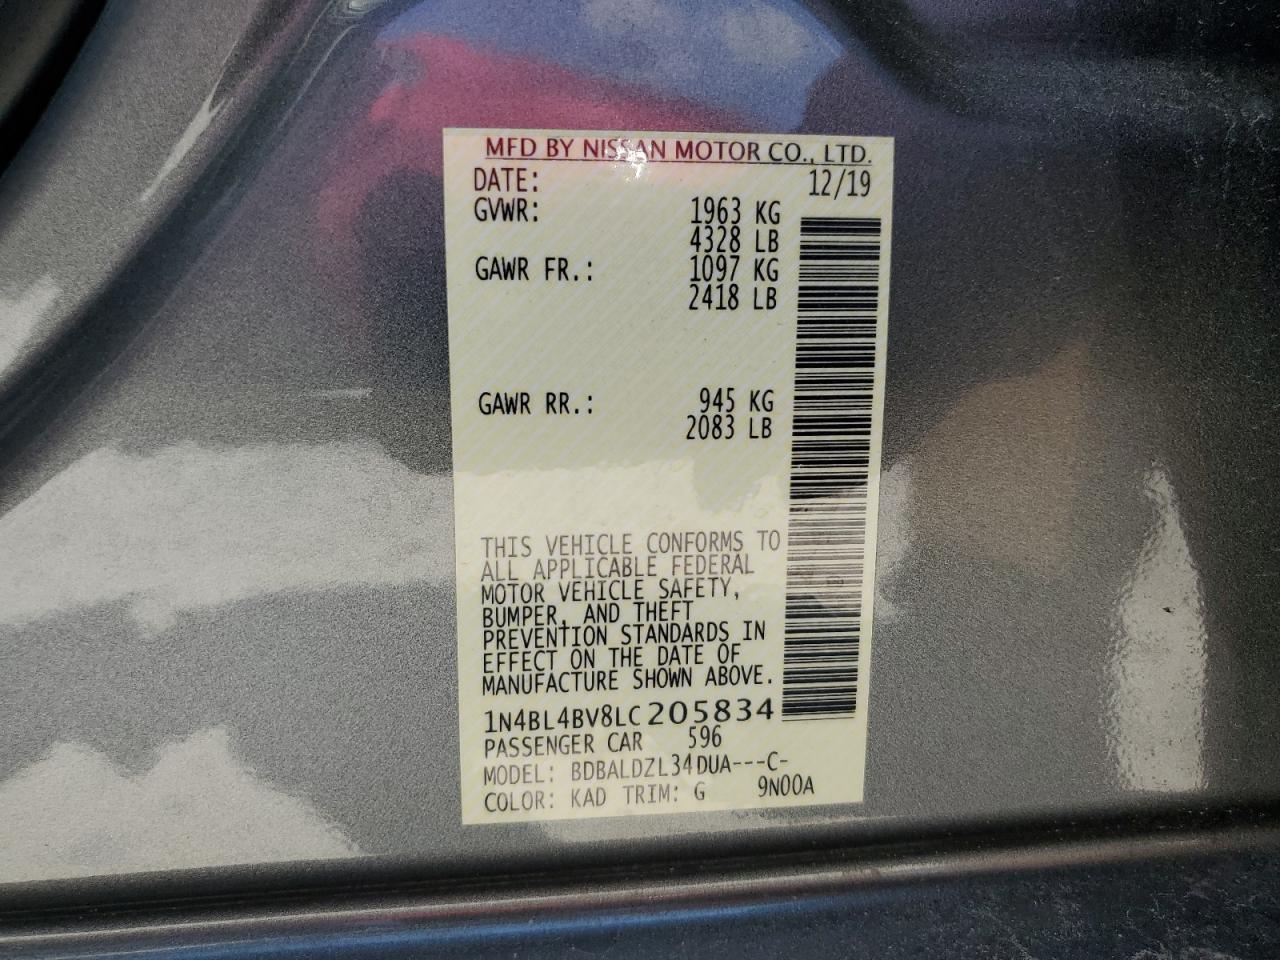 MFD BY NISSAN MOTOR CO., LTD.
DATE: 12/19
GVWR: 1963 KG
4328 LB
GAWR FR.: 1097 KG
2418 LB
GAWR RR.: 945 KG
2083 LB
THIS VEHICLE CONFORMS TO
ALL APPLICABLE FEDERAL
MOTOR VEHICLE SAFETY,
BUMPER, AND THEFT
PREVENTION STANDARDS IN
EFFECT ON THE DATE OF
MANUFACTURE SHOWN ABOVE.
1N4BL4BV8LC205834
PASSENGER CAR 596
MODEL: BDBALDZL34DUA---C-
COLOR: KAD TRIM: G 9N00A